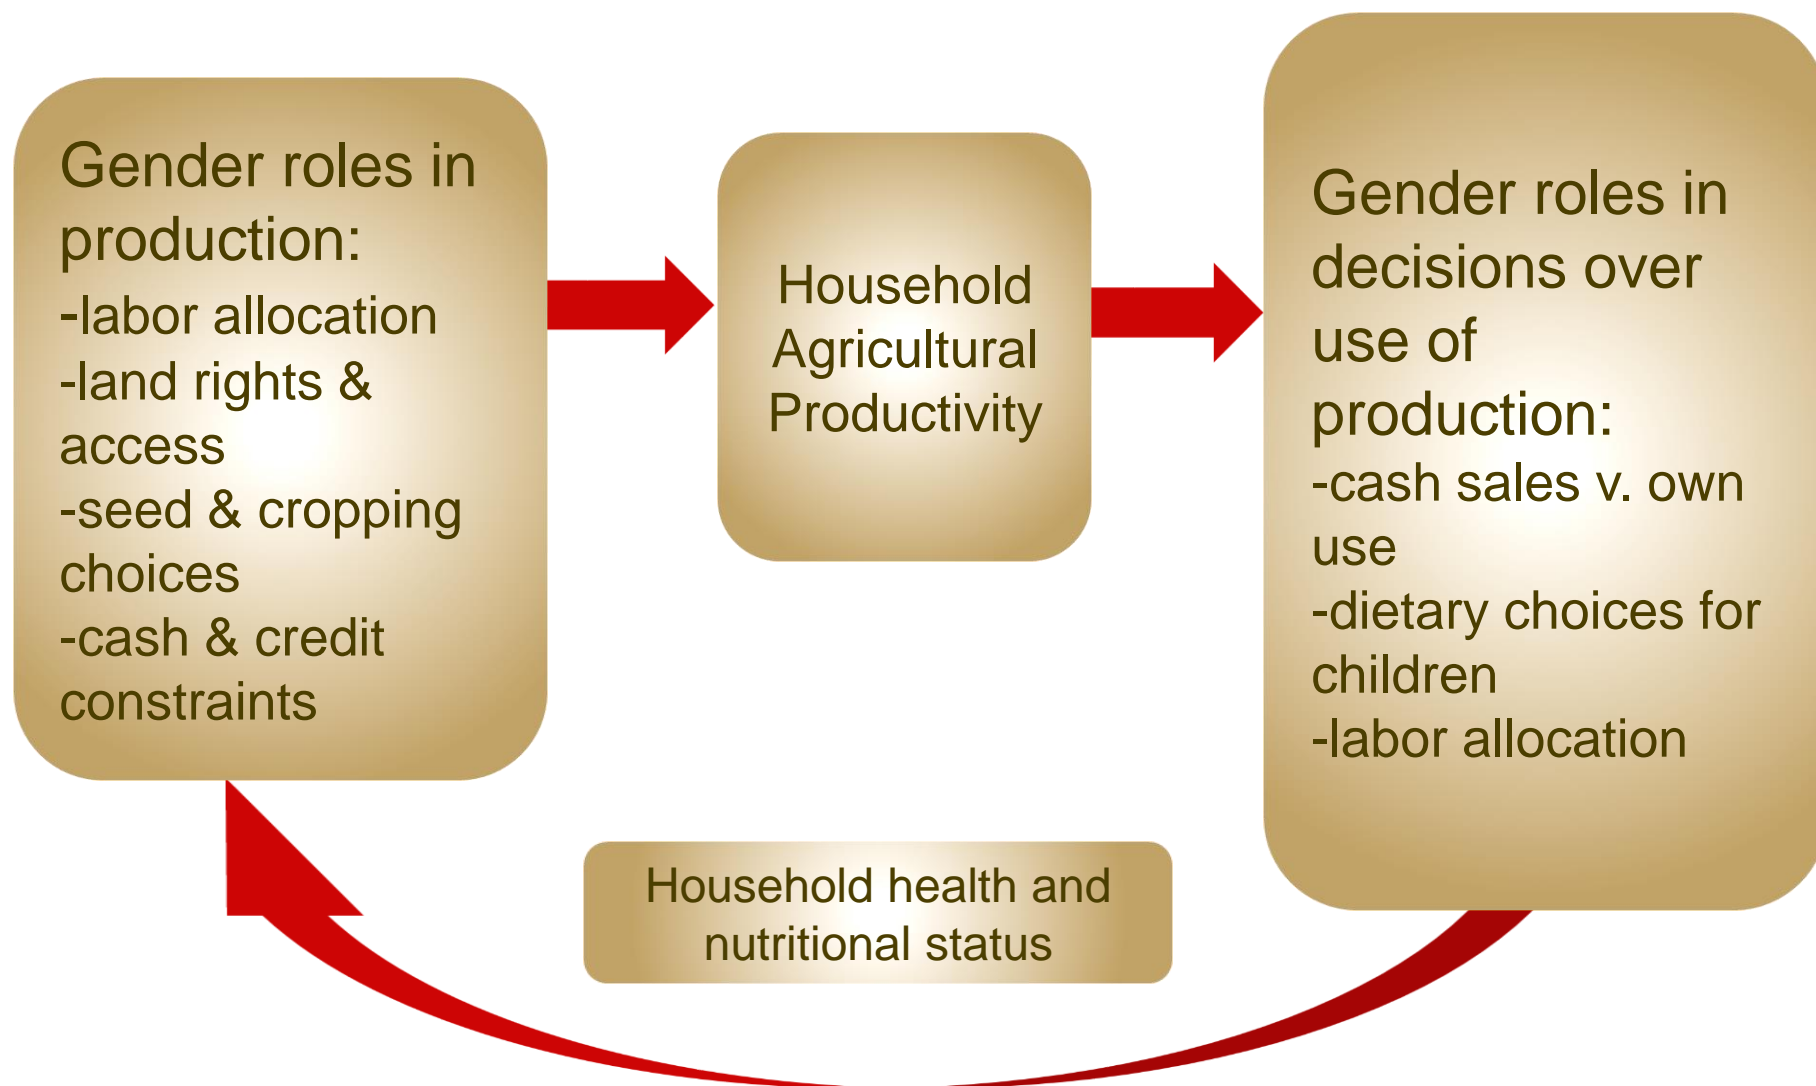 Gender roles in
production:
-labor allocation
-land rights &
access
-seed & cropping
choices
-cash & credit
constraints
Household
Agricultural
Productivity
Gender roles in
decisions over
use of
production:
-cash sales v. own
use
-dietary choices for
children
-labor allocation
Household health and
nutritional status